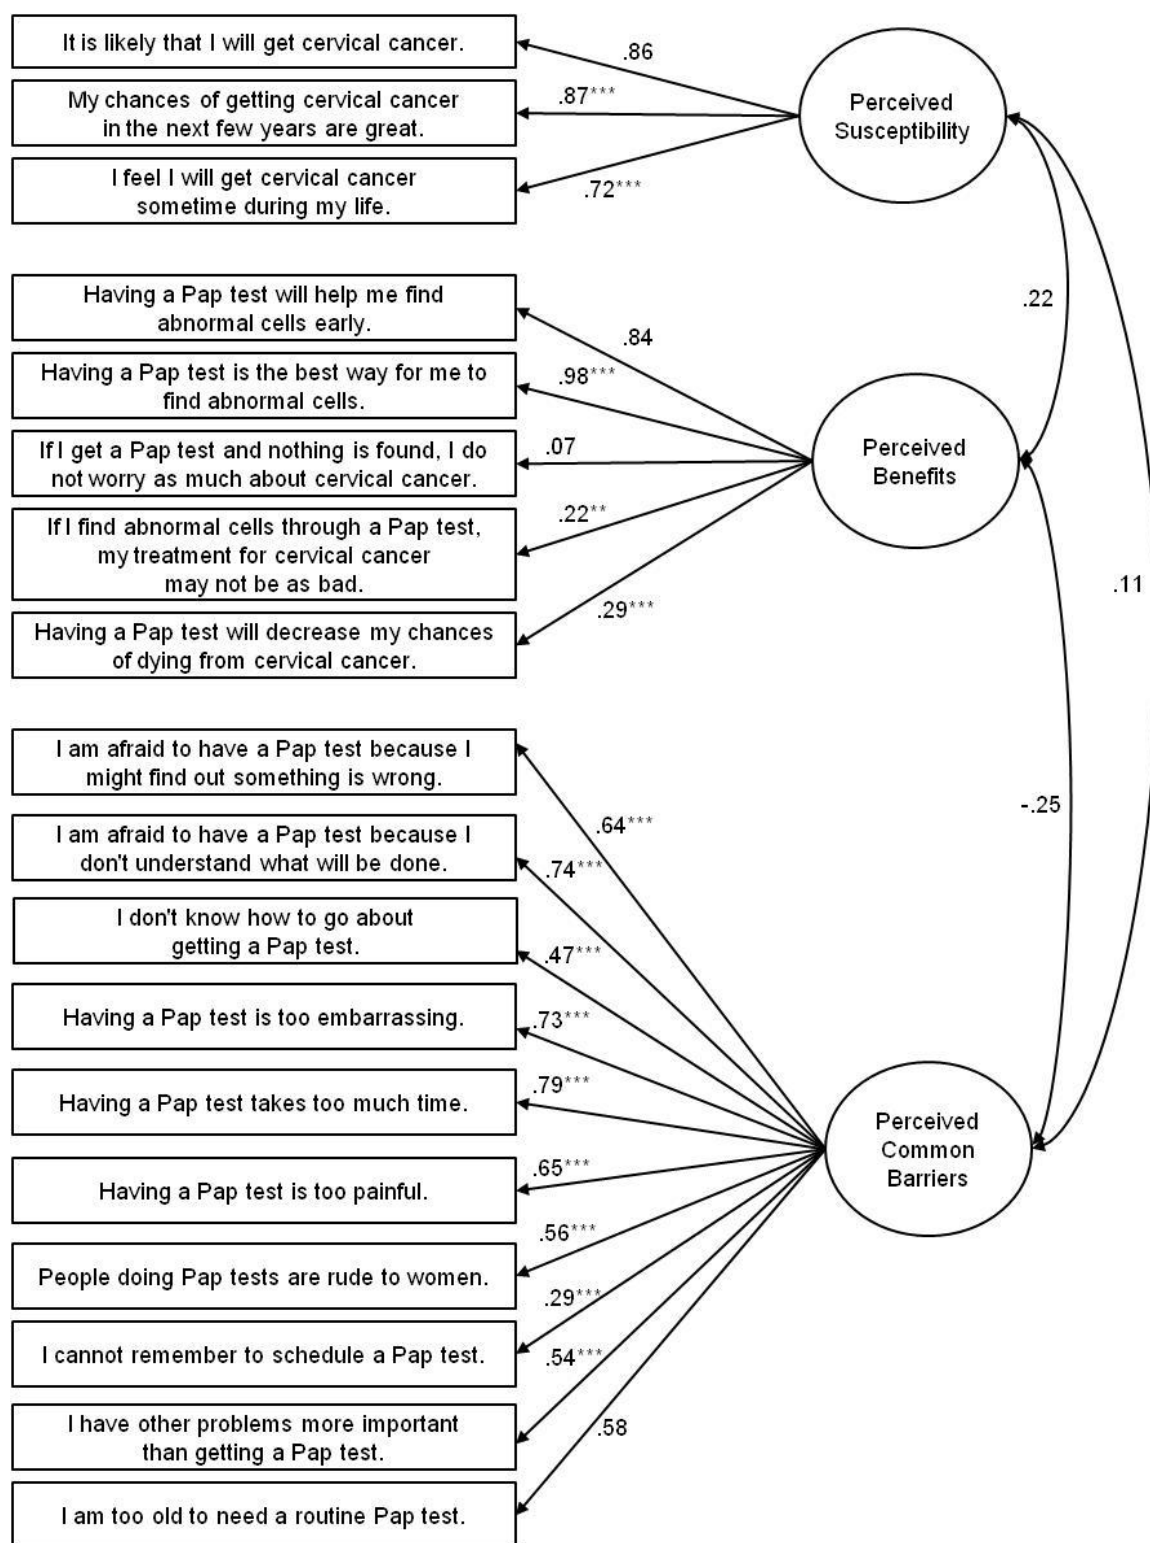 It is likely that I will get cervical cancer.
.86
My chances of getting cervical cancer
in the next few years are great.
.87***
I feel I will get cervical cancer
sometime during my life.
.72***
Perceived
Susceptibility
Having a Pap test will help me find
abnormal cells early.
.84
Having a Pap test is the best way for me to
find abnormal cells.
.98***
If I get a Pap test and nothing is found, I do
not worry as much about cervical cancer.
.07
If I find abnormal cells through a Pap test,
my treatment for cervical cancer
may not be as bad.
.22**
Having a Pap test will decrease my chances
of dying from cervical cancer.
.29***
Perceived
Benefits
.22
.11
-.25
I am afraid to have a Pap test because I
might find out something is wrong.
.64***
I am afraid to have a Pap test because I
don't understand what will be done.
.74***
I don't know how to go about
getting a Pap test.
.47***
Having a Pap test is too embarrassing.
.73***
Having a Pap test takes too much time.
.79***
Having a Pap test is too painful.
.65***
People doing Pap tests are rude to women.
.56***
I cannot remember to schedule a Pap test.
.29***
I have other problems more important
than getting a Pap test.
.54***
I am too old to need a routine Pap test.
.58
Perceived
Common
Barriers